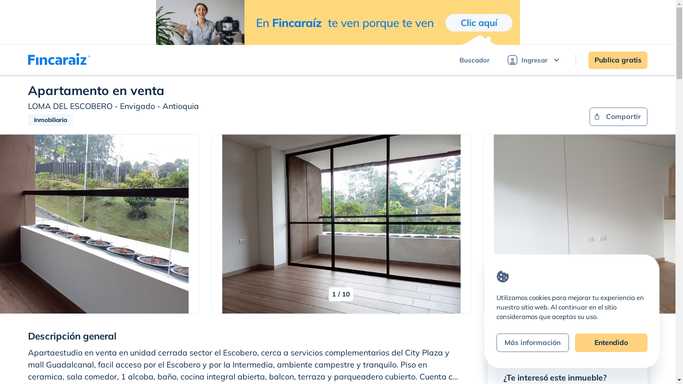 En Fincaraíz te ven porque te ven
Clic aquí
Fincaraíz
Buscador
Ingresar
Publica gratis
Apartamento en venta
LOMA DEL ESCOBERO - Envigado - Antioquia
Inmobiliaria
Compartir
1 / 10
Utilizamos cookies para mejorar tu experiencia en
nuestro sitio web. Al continuar en el sitio
consideramos que aceptas su uso.
Más información
Entendido
Descripción general
Apartaestudio en venta en unidad cerrada sector el Escobero, cerca a servicios complementarios del City Plaza y
mall Guadalcanal, facil acceso por el Escobero y por la Intermedia, ambiente campestre y tranquilo. Piso en
ceramica, sala comedor, 1 alcoba, baño, cocina integral abierta, balcon, terraza y parqueadero cubierto. Cuenta c...
¿Te interesó este inmueble?